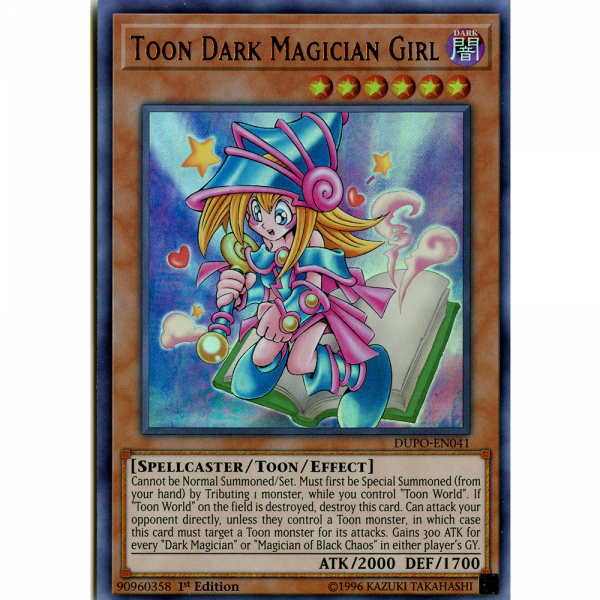 TOON DARK MAGICIAN GIRL
DARK
闇
DUPO-EN041
[SPELLCASTER/TOON/EFFECT]
Cannot be Normal Summoned/Set. Must first be Special Summoned (from
your hand) by Tributing 1 monster, while you control "Toon World". If
"Toon World" on the field is destroyed, destroy this card. Can attack your
opponent directly, unless they control a Toon monster, in which case
this card must target a Toon monster for its attacks. Gains 300 ATK for
every "Dark Magician" or "Magician of Black Chaos" in either player's GY.
ATK/2000 DEF/1700
90960358 1st Edition
©1996 KAZUKI TAKAHASHI